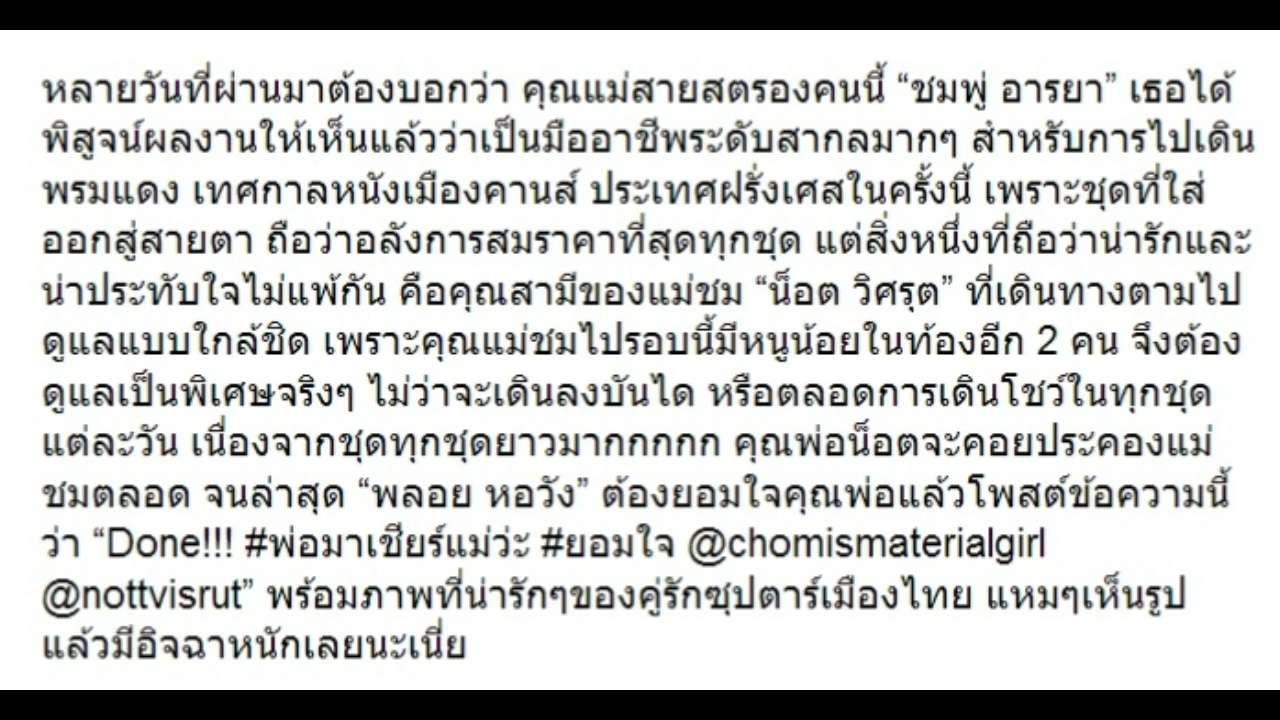 หลายวันที่ผ่านมาต้องบอกว่า คุณแม่สายสตรองคนนี้ “ชมพู่ อารยา” เธอได้
พิสูจน์ผลงานให้เห็นแล้วว่าเป็นมืออาชีพระดับสากลมากๆ สำหรับการไปเดิน
พรมแดง เทศกาลหนังเมืองคานส์ ประเทศฝรั่งเศสในครั้งนี้ เพราะชุดที่ใส่
ออกสู่สายตา ถือว่าอลังการสมราคาที่สุดทุกชุด แต่สิ่งหนึ่งที่ถือว่าน่ารักและ
น่าประทับใจไม่แพ้กัน คือคุณสามีของแม่ชม “น็อต วิศรุต” ที่เดินทางตามไป
ดูแลแบบใกล้ชิด เพราะคุณแม่ชมไปรอบนี้มีหนูน้อยในท้องอีก 2 คน จึงต้อง
ดูแลเป็นพิเศษจริงๆ ไม่ว่าจะเดินลงบันได หรือตลอดการเดินโชว์ในทุกชุด
แต่ละวัน เนื่องจากชุดทุกชุดยาวมากกกกก คุณพ่อน็อตจะคอยประคองแม่
ชมตลอด จนล่าสุด “พลอย หอวัง” ต้องยอมใจคุณพ่อแล้วโพสต์ข้อความนี้
ว่า “Done!!! #พ่อมาเชียร์แม่ว่ะ #ยอมใจ @chomismaterialgirl
@nottvisrut” พร้อมภาพที่น่ารักๆของคู่รักซุปตาร์เมืองไทย แหมๆเห็นรูป
แล้วมีอิจฉาหนักเลยนะเนี่ย